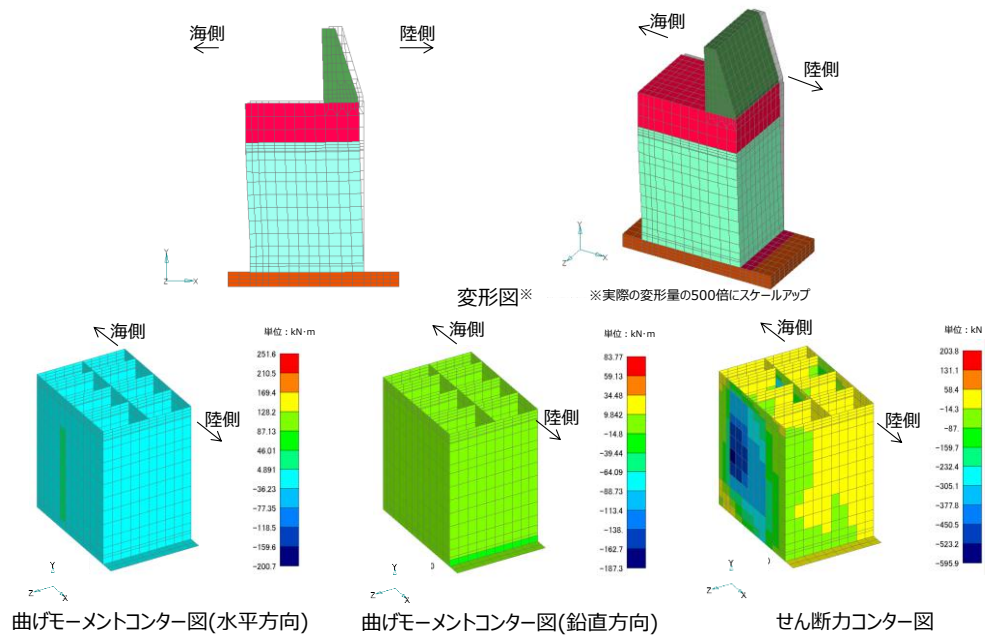 海側
陸側
Y
Z
X
海側
陸側
Y
Z
X
変形図※
※実際の変形量の500倍にスケールアップ
海側
陸側
単位：kN·m
251.6
210.5
169.4
128.2
87.13
46.01
4.891
-36.23
-77.35
-118.5
-159.6
-200.7
Y
Z
X
曲げモーメントコンター図(水平方向)
海側
陸側
単位：kN·m
83.77
59.13
34.48
9.842
-14.8
-39.44
-64.09
-88.73
-113.4
-138.
-162.7
-187.3
Y
Z
X
曲げモーメントコンター図(鉛直方向)
海側
陸側
単位：kN
203.8
131.1
58.4
-14.3
-87.
-159.7
-232.4
-305.1
-377.8
-450.5
-523.2
-595.9
Y
Z
X
せん断力コンター図